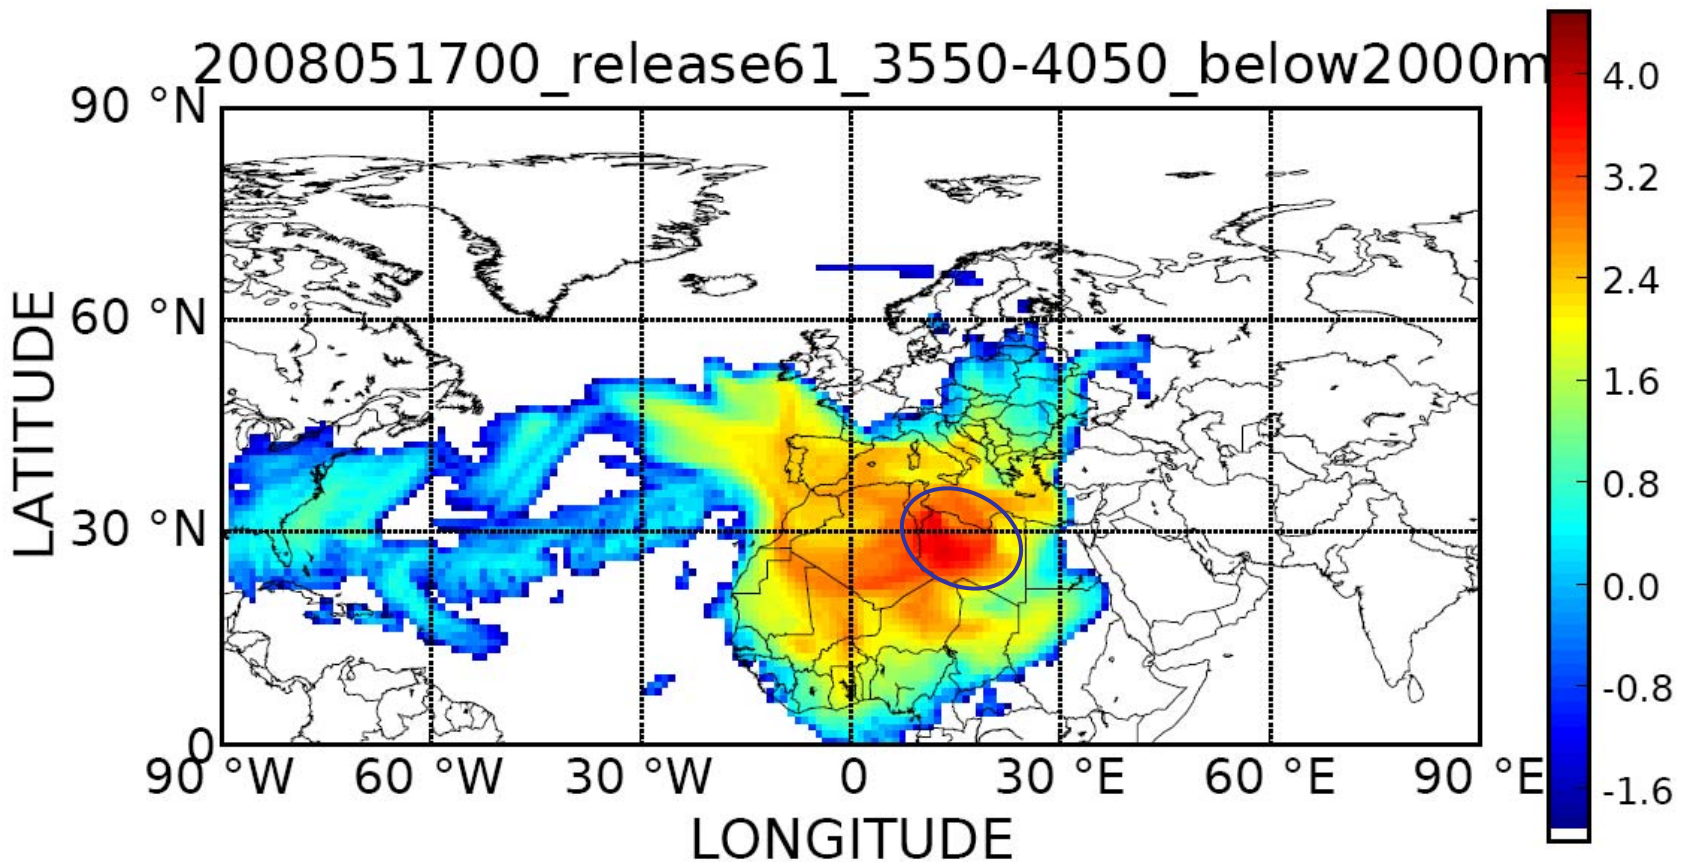 2008051700_release61_3550-4050_below2000m
4.0
3.2
2.4
1.6
0.8
0.0
-0.8
-1.6
90 °N
60 °N
30 °N
0
LATITUDE
90 °W 60 °W 30 °W 0 30 °E 60 °E 90 °E
LONGITUDE